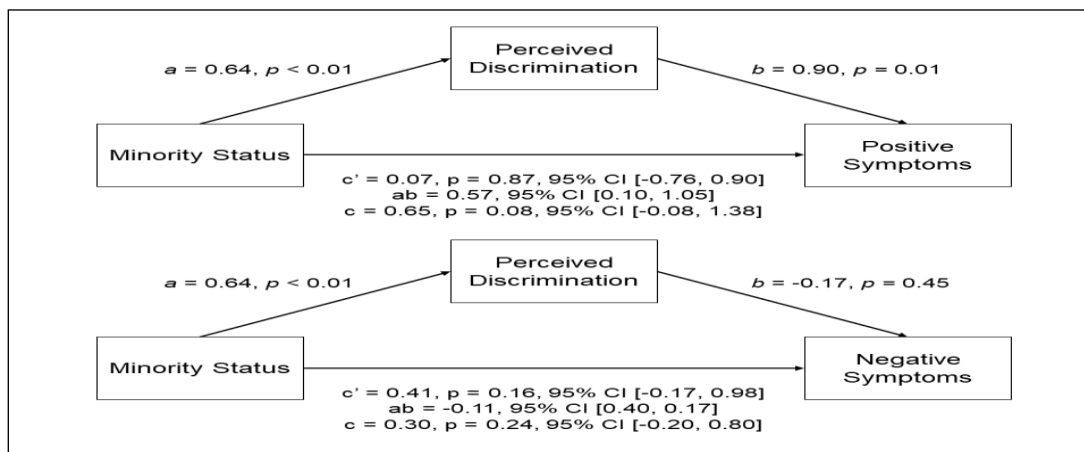 Perceived
Discrimination
a = 0.64, p < 0.01
b = 0.90, p = 0.01
Minority Status
Positive
Symptoms
c' = 0.07, p = 0.87, 95% CI [-0.76, 0.90]
ab = 0.57, 95% CI [0.10, 1.05]
c = 0.65, p = 0.08, 95% CI [-0.08, 1.38]
Perceived
Discrimination
a = 0.64, p < 0.01
b = -0.17, p = 0.45
Minority Status
Negative
Symptoms
c' = 0.41, p = 0.16, 95% CI [-0.17, 0.98]
ab = -0.11, 95% CI [0.40, 0.17]
c = 0.30, p = 0.24, 95% CI [-0.20, 0.80]